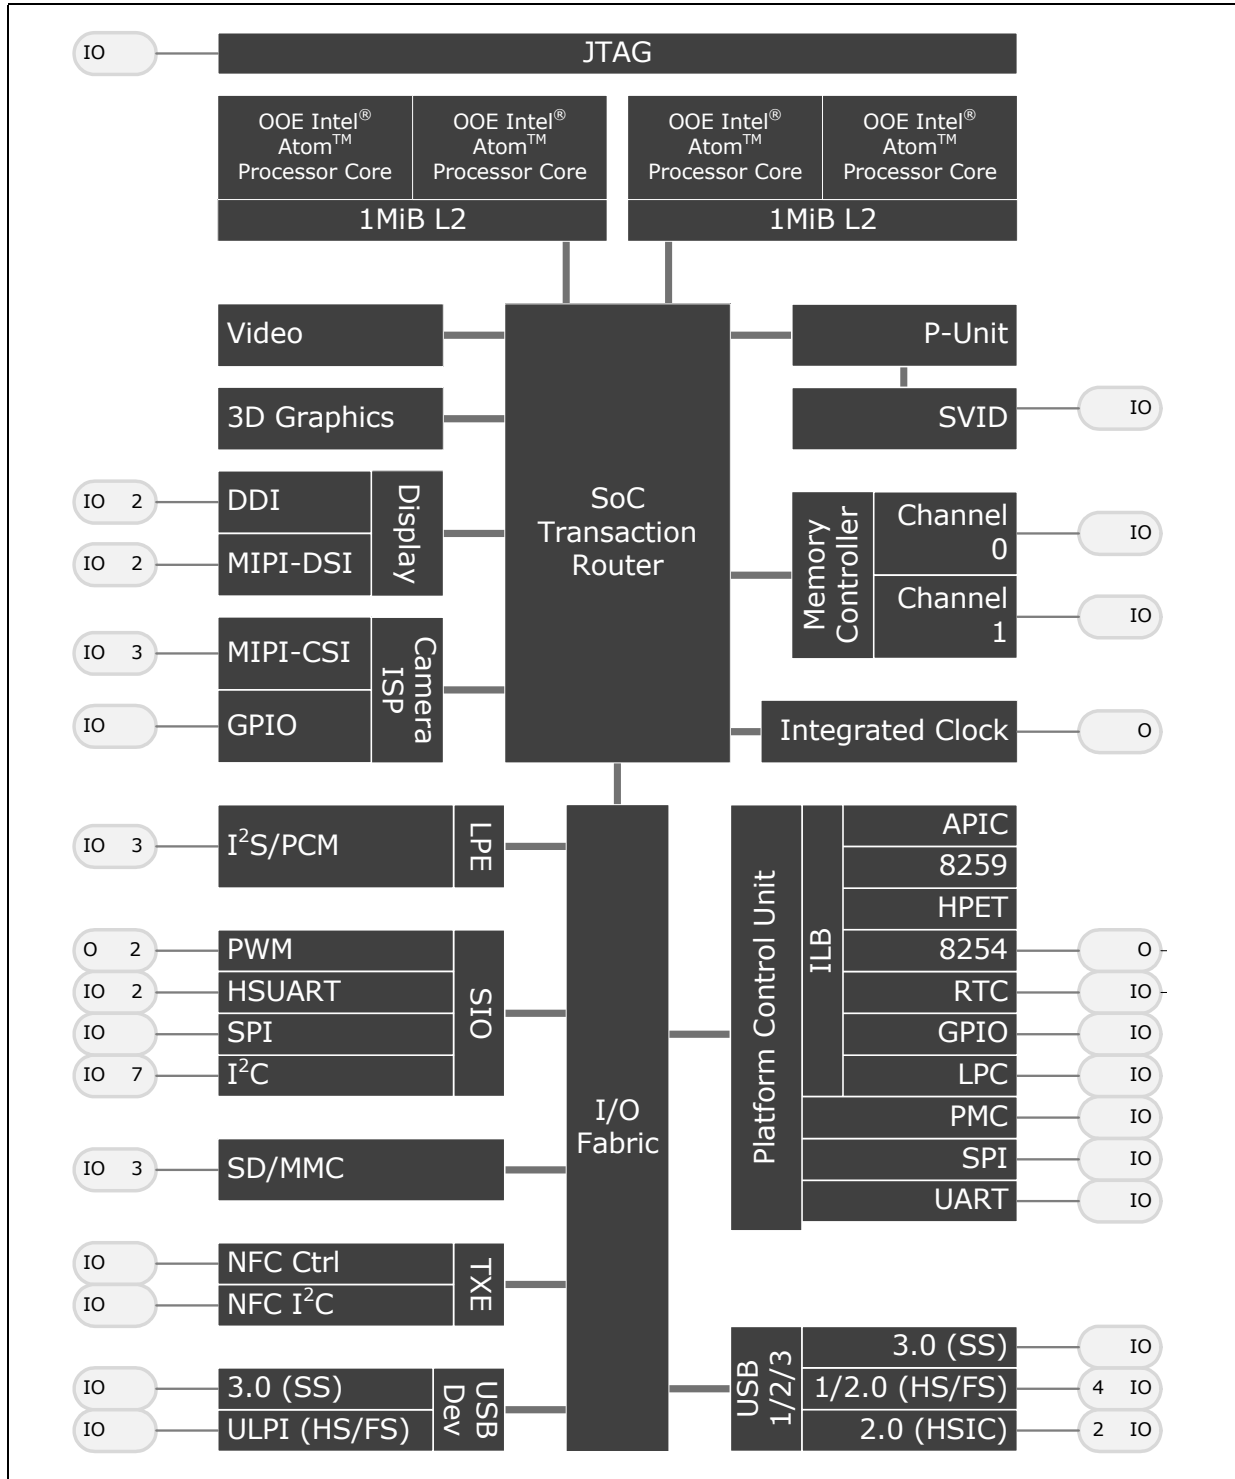 IO
JTAG
OOE Intel®
Atom™
Processor Core
OOE Intel®
Atom™
Processor Core
1MiB L2
OOE Intel®
Atom™
Processor Core
OOE Intel®
Atom™
Processor Core
1MiB L2
Video
3D Graphics
IO 2
DDI
IO 2
MIPI-DSI
Display
IO 3
MIPI-CSI
IO
GPIO
Camera
ISP
SoC
Transaction
Router
P-Unit
SVID
IO
Memory
Controller
Channel
0
IO
Channel
1
IO
Integrated Clock
O
IO 3
I²S/PCM
LPE
O 2
PWM
IO 2
HSUART
IO
SPI
IO 7
I²C
SIO
IO 3
SD/MMC
IO
NFC Ctrl
IO
NFC I²C
TXE
IO
3.0 (SS)
IO
ULPI (HS/FS)
USB
Dev
I/O
Fabric
Platform Control Unit
ILB
APIC
8259
HPET
8254
O
RTC
IO
GPIO
IO
LPC
IO
PMC
IO
SPI
IO
UART
IO
USB
1/2/3
3.0 (SS)
IO
1/2.0 (HS/FS)
4 IO
2.0 (HSIC)
2 IO